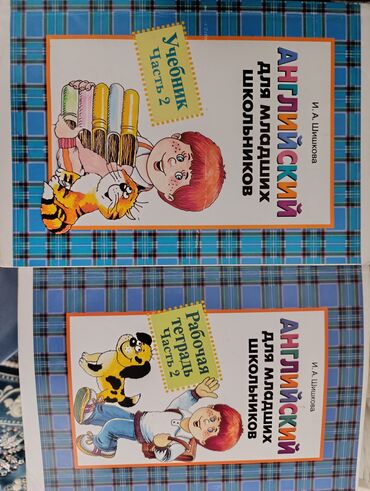 И. А. Шишкова
АНГЛИЙСКИЙ
для младших
школьников
Учебник
Часть 2
И. А. Шишкова
АНГЛИЙСКИЙ
для младших
школьников
Рабочая
тетрадь
Часть 2